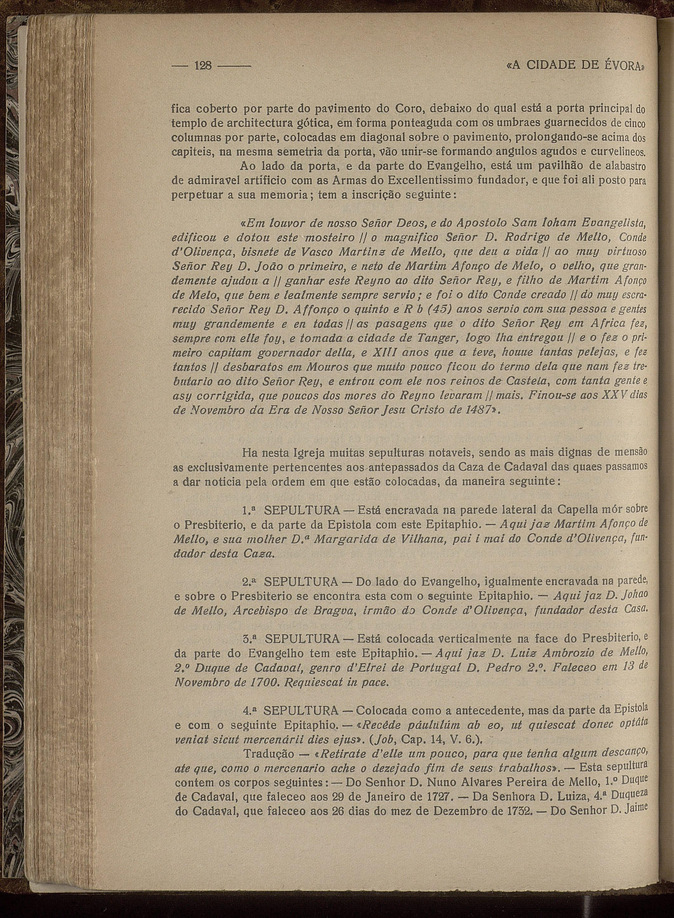 — 128 —— «A CIDADE DE ÉVORA»
fica coberto por parte do pavimento do Coro, debaixo do qual está a porta principal do
templo de architectura gótica, em forma ponteaguda com os umbraes guarnecidos de cinco
columnas por parte, colocadas em diagonal sobre o pavimento, prolongando-se acima dos
capiteis, na mesma semetria da porta, vão unir-se formando angulos agudos e curvelineos.
Ao lado da porta, e da parte do Evangelho, está um pavilhão de alabastro
de admiravel artificio com as Armas do Excellentissimo fundador, e que foi ali posto para
perpetuar a sua memoria; tem a inscrição seguinte:
«Em louvor de nosso Señor Deos, e do Apostolo Sam Ioham Evangelista,
edificou e dotou este mosteiro || o magnifico Señor D. Rodrigo de Mello, Conde
d'Olivença, bisnete de Vasco Martins de Mello, que deu a vida || ao muy virtuoso
Señor Rey D. João o primeiro, e neto de Martim Afonço de Melo, o velho, que gran-
demente ajudou a || ganhar este Reyno ao dito Señor Rey, e filho de Martim Afonço
de Melo, que bem e lealmente sempre servio; e foi o dito Conde creado || do muy escra-
recido Señor Rey D. Affonço o quinto e R b (45) anos servio com sua pessoa e gentes
muy grandemente e en todas || as pasagens que o dito Señor Rey em Africa fez,
sempre com elle foy, e tomada a cidade de Tanger, logo lha entregou || e o fez o pri-
meiro capitam governador della, e XIII anos que a teve, houue tantas pelejas, e fez
tantos || desbaratos em Mouros que muito pouco ficou do termo dela que nam fez tre-
butario ao dito Señor Rey, e entrou com ele nos reinos de Castela, com tanta gente e
asy corrigida, que poucos dos mores do Reyno levaram || mais. Finou-se aos XXV dias
de Novembro da Era de Nosso Señor Jesu Cristo de 1487».
Ha nesta Igreja muitas sepulturas notaveis, sendo as mais dignas de mensão
as exclusivamente pertencentes aos antepassados da Caza de Cadaval das quaes passamos
a dar noticia pela ordem em que estão colocadas, da maneira seguinte:
1.ª SEPULTURA — Está encravada na parede lateral da Capella mór sobre
o Presbiterio, e da parte da Epistola com este Epitaphio. — Aqui jaz Martim Afonço de
Mello, e sua molher D.ª Margarida de Vilhana, pai i mai do Conde d'Olivença, fun-
dador desta Caza.
2.ª SEPULTURA — Do lado do Evangelho, igualmente encravada na parede,
e sobre o Presbiterio se encontra esta com o seguinte Epitaphio. — Aqui jaz D. Johao
de Mello, Arcebispo de Bragua, irmão do Conde d'Olivença, fundador desta Casa.
3.ª SEPULTURA — Está colocada verticalmente na face do Presbiterio, e
da parte do Evangelho tem este Epitaphio. — Aqui jaz D. Luiz Ambrozio de Mello,
2.º Duque de Cadaval, genro d'Elrei de Portugal D. Pedro 2.º. Faleceo em 13 de
Novembro de 1700. Requiescat in pace.
4.ª SEPULTURA — Colocada como a antecedente, mas da parte da Epistola
e com o seguinte Epitaphio. — «Recéde páululúm ab eo, ut quiescat donec optáta
veniat sicut mercenárii dies ejus». (Job, Cap. 14, V. 6.).
Tradução — «Retirate d'elle um pouco, para que tenha algum descanço,
ate que, como o mercenario ache o dezejado fim de seus trabalhos». — Esta sepultura
contem os corpos seguintes: — Do Senhor D. Nuno Alvares Pereira de Mello, 1.º Duque
de Cadaval, que faleceo aos 29 de Janeiro de 1727. — Da Senhora D. Luiza, 4.ª Duqueza
do Cadaval, que faleceo aos 26 dias do mez de Dezembro de 1732. — Do Senhor D. Jaime